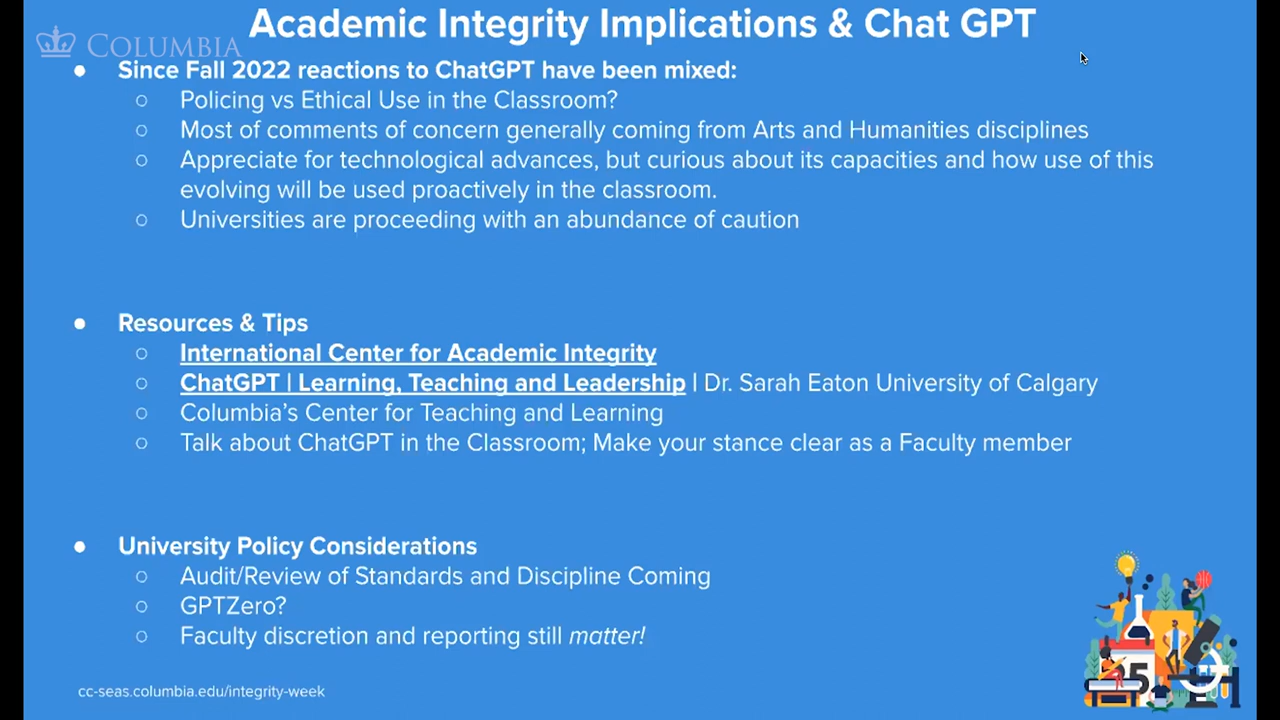 Academic Integrity Implications & Chat GPT
COLUMBIA
● Since Fall 2022 reactions to ChatGPT have been mixed:
○ Policing vs Ethical Use in the Classroom?
○ Most of comments of concern generally coming from Arts and Humanities disciplines
○ Appreciate for technological advances, but curious about its capacities and how use of this
evolving will be used proactively in the classroom.
○ Universities are proceeding with an abundance of caution
● Resources & Tips
○ International Center for Academic Integrity
○ ChatGPT | Learning, Teaching and Leadership | Dr. Sarah Eaton University of Calgary
○ Columbia's Center for Teaching and Learning
○ Talk about ChatGPT in the Classroom; Make your stance clear as a Faculty member
● University Policy Considerations
○ Audit/Review of Standards and Discipline Coming
○ GPTZero?
○ Faculty discretion and reporting still matter!
cc-seas.columbia.edu/integrity-week